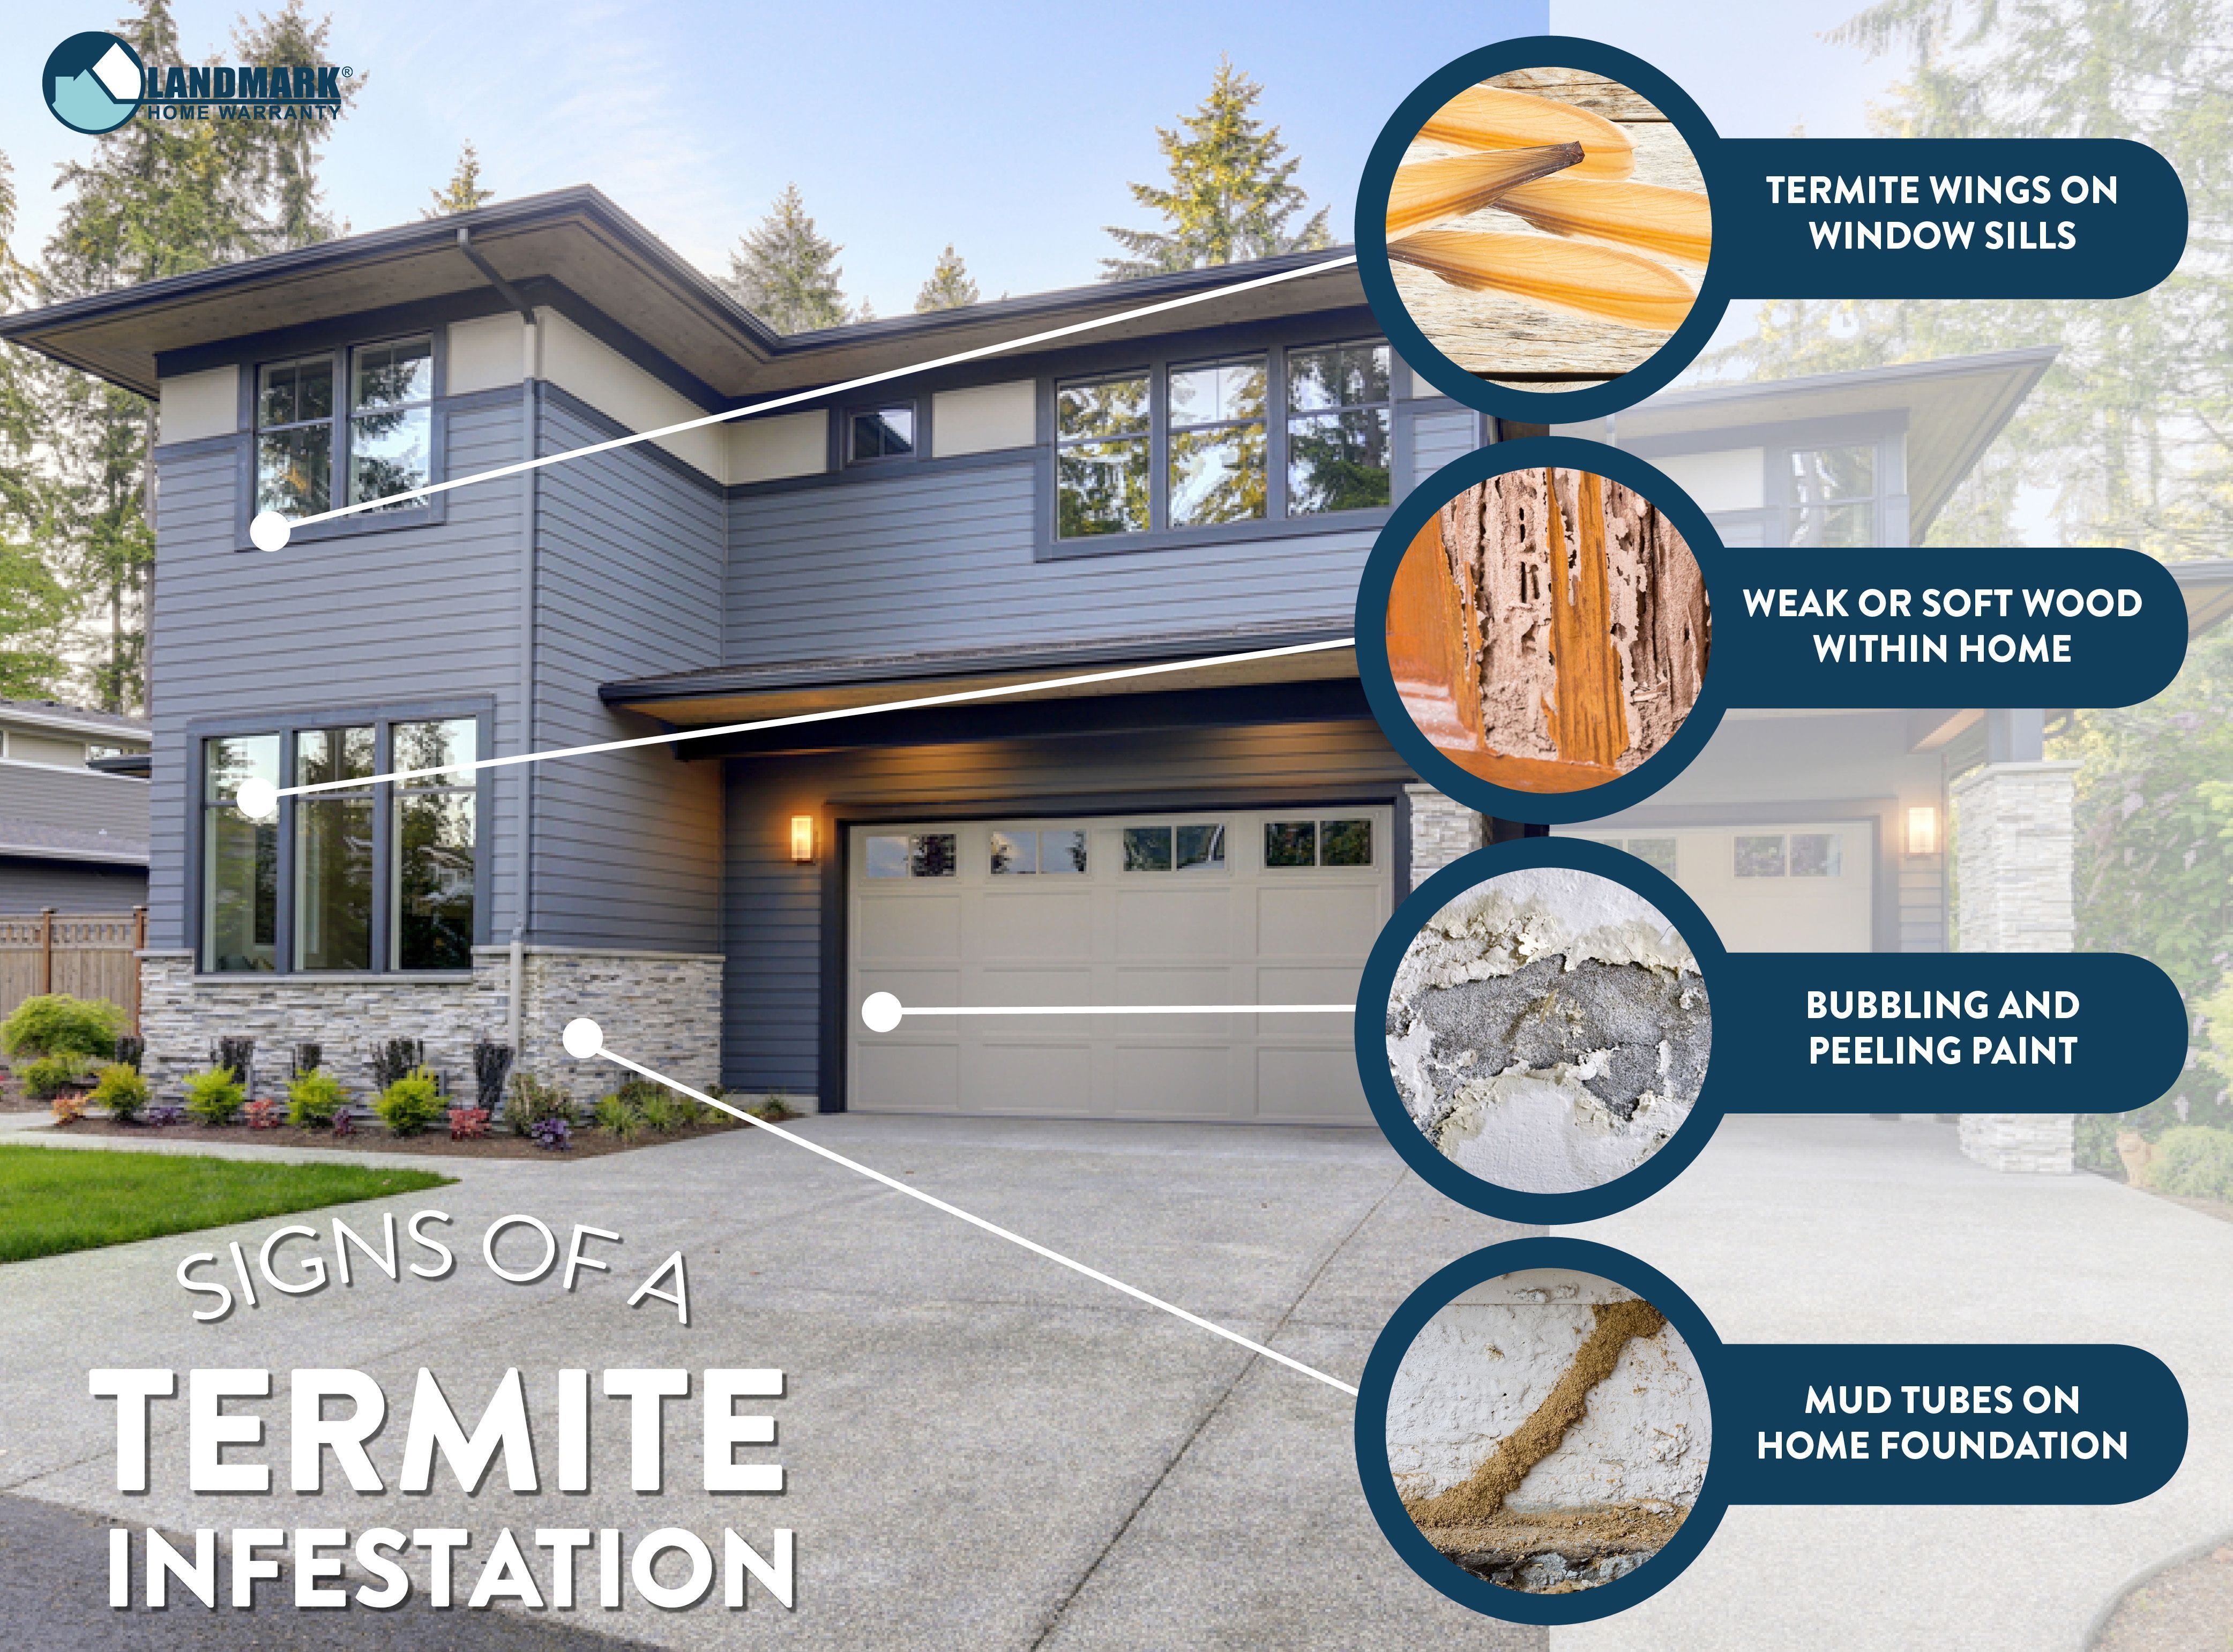 LANDMARK®
HOME WARRANTY
TERMITE WINGS ON
WINDOW SILLS
WEAK OR SOFT WOOD
WITHIN HOME
BUBBLING AND
PEELING PAINT
MUD TUBES ON
HOME FOUNDATION
SIGNS OF A
TERMITE
INFESTATION